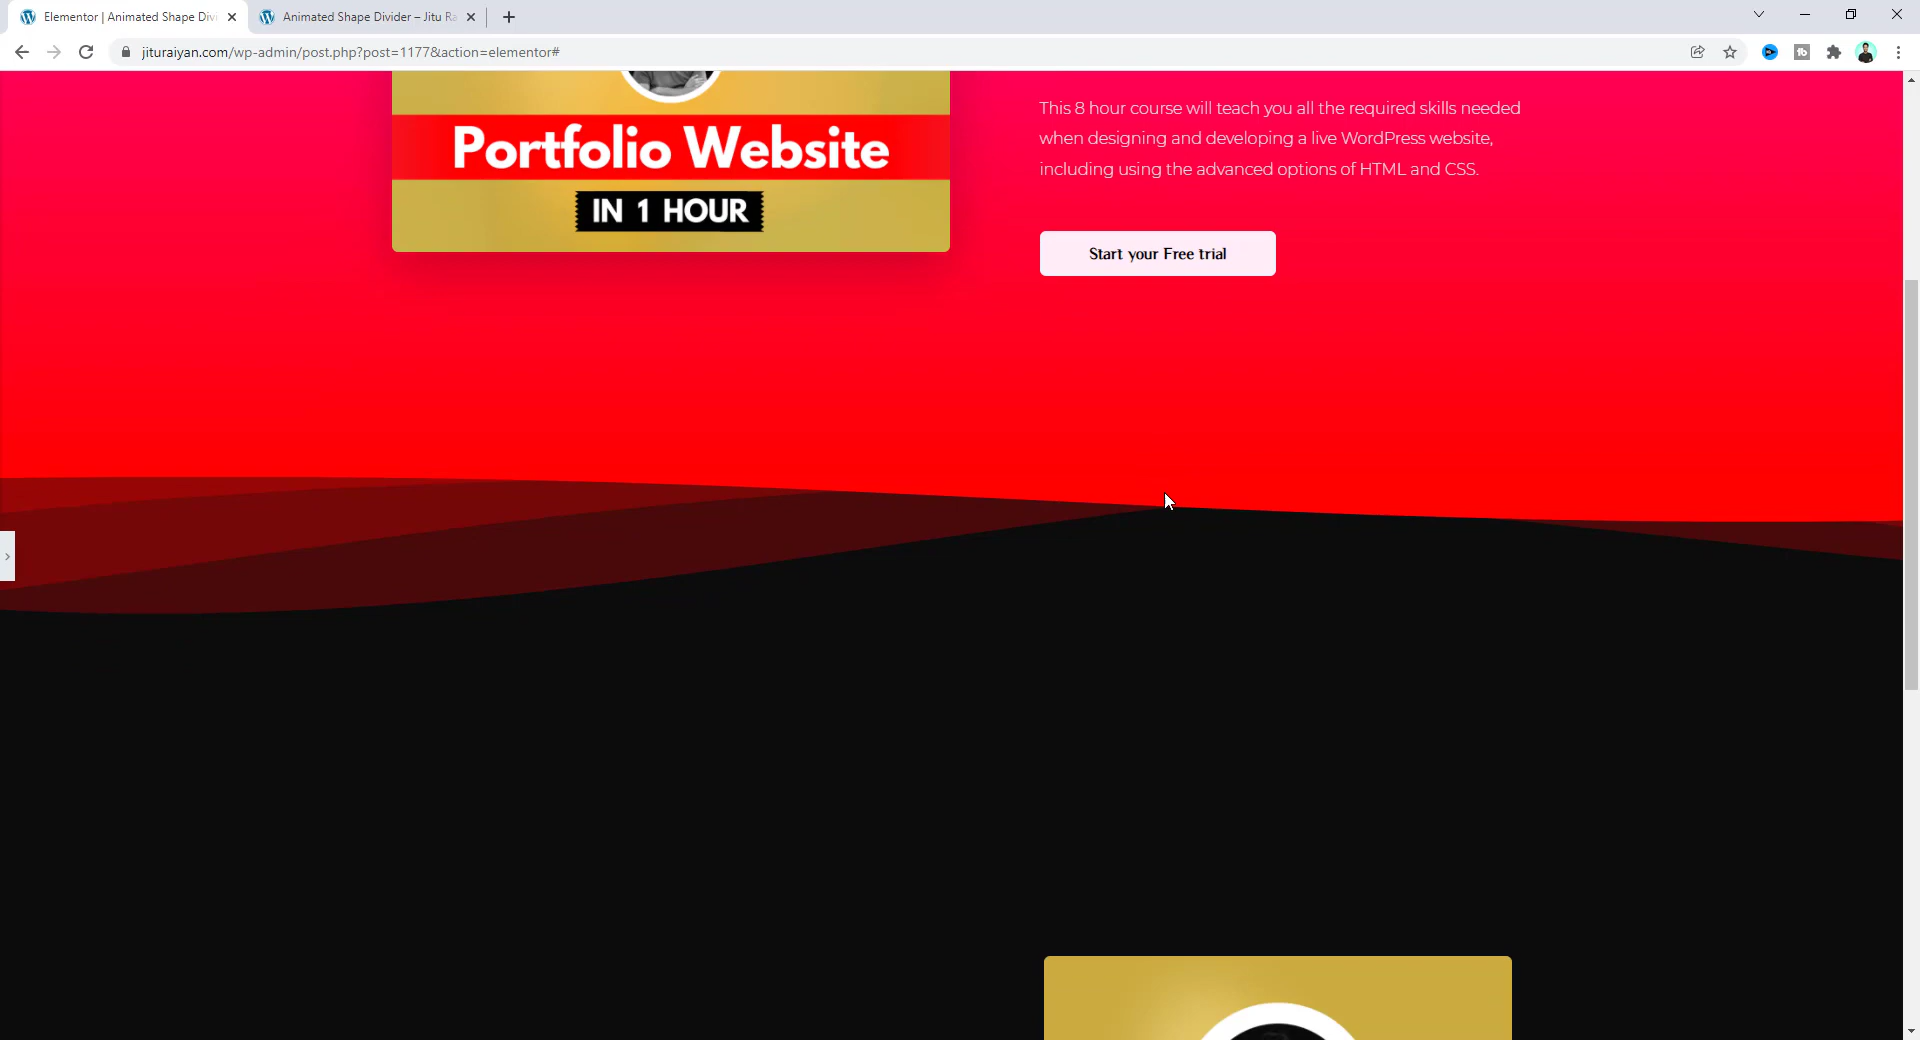 Elementor | Animated Shape Divi
Animated Shape Divider – Jitu Ra
jituraiyan.com/wp-admin/post.php?post=1177&action=elementor#
Portfolio Website
IN 1 HOUR
This 8 hour course will teach you all the required skills needed
when designing and developing a live WordPress website,
including using the advanced options of HTML and CSS.
Start your Free trial